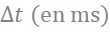 Δt (en ms)